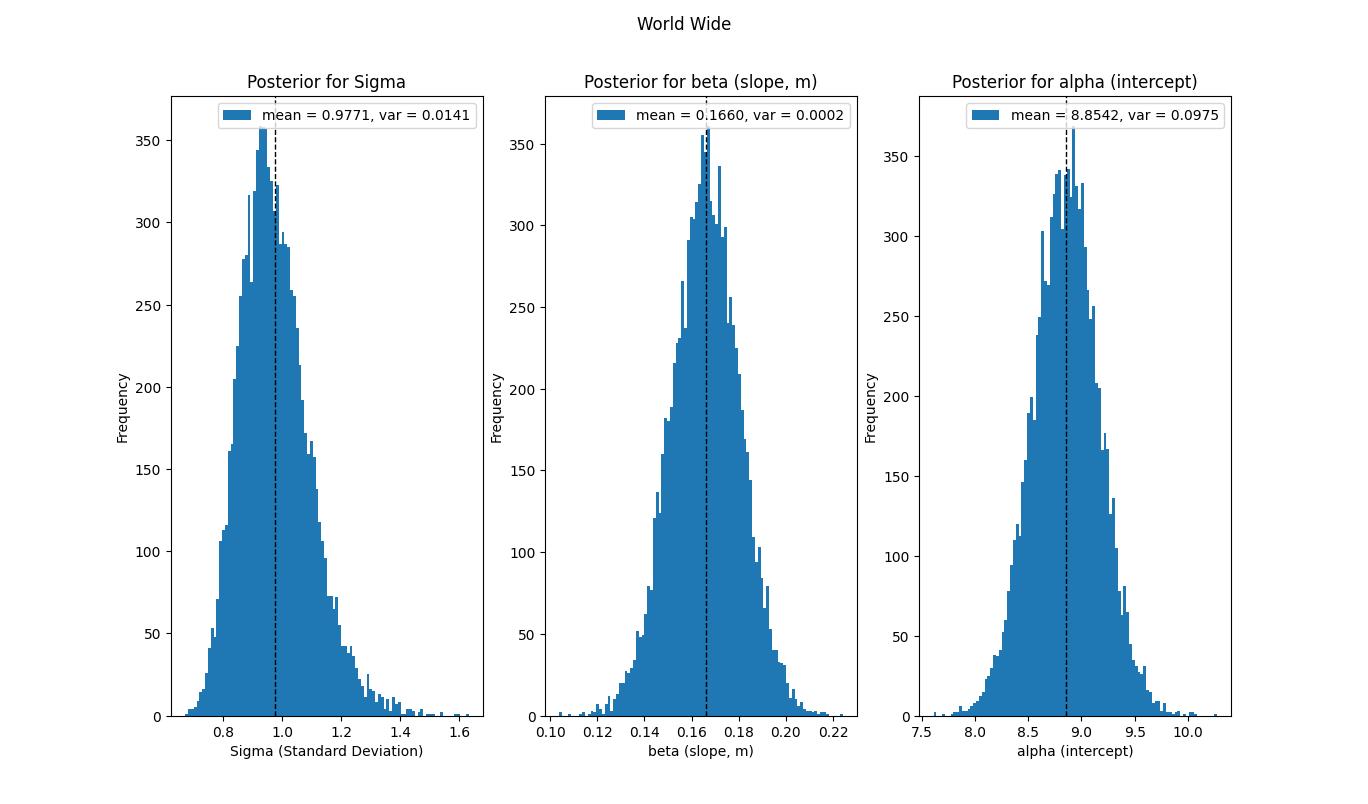 World Wide
Posterior for Sigma
mean = 0.9771, var = 0.0141
350
300
250
200
150
100
50
0
Frequency
0.8 1.0 1.2 1.4 1.6
Sigma (Standard Deviation)
Posterior for beta (slope, m)
mean = 0.1660, var = 0.0002
350
300
250
200
150
100
50
0
Frequency
0.10 0.12 0.14 0.16 0.18 0.20 0.22
beta (slope, m)
Posterior for alpha (intercept)
mean = 8.8542, var = 0.0975
350
300
250
200
150
100
50
0
Frequency
7.5 8.0 8.5 9.0 9.5 10.0
alpha (intercept)